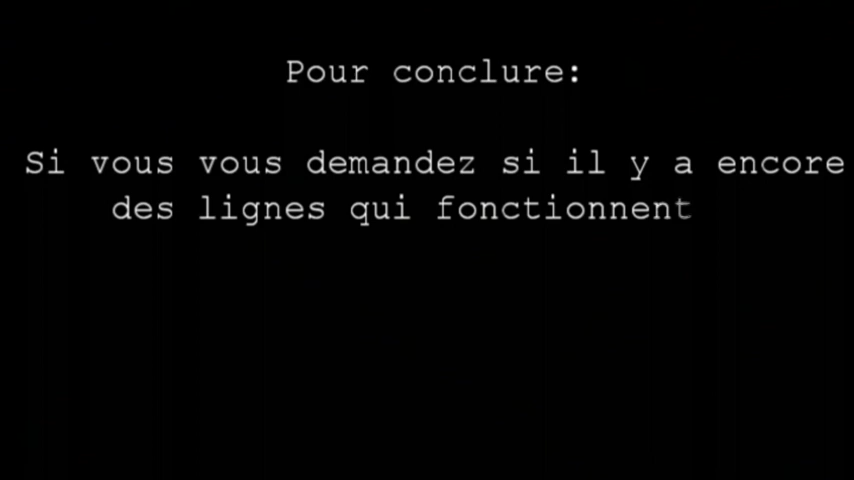 Pour conclure:
Si vous vous demandez si il y a encore
des lignes qui fonctionnent